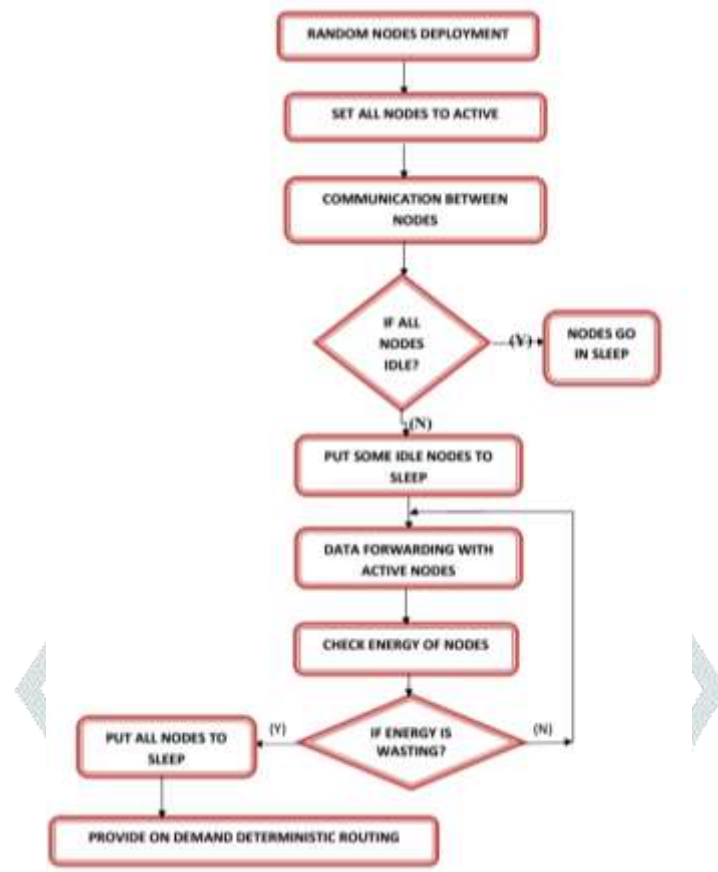 RANDOM NODES DEPLOYMENT
SET ALL NODES TO ACTIVE
COMMUNICATION BETWEEN
NODES
IF ALL
NODES
IDLE?
(Y)
NODES GO
IN SLEEP
(N)
PUT SOME IDLE NODES TO
SLEEP
DATA FORWARDING WITH
ACTIVE NODES
CHECK ENERGY OF NODES
IF ENERGY IS
WASTING?
(Y)
(N)
PUT ALL NODES TO
SLEEP
PROVIDE ON DEMAND DETERMINISTIC ROUTING